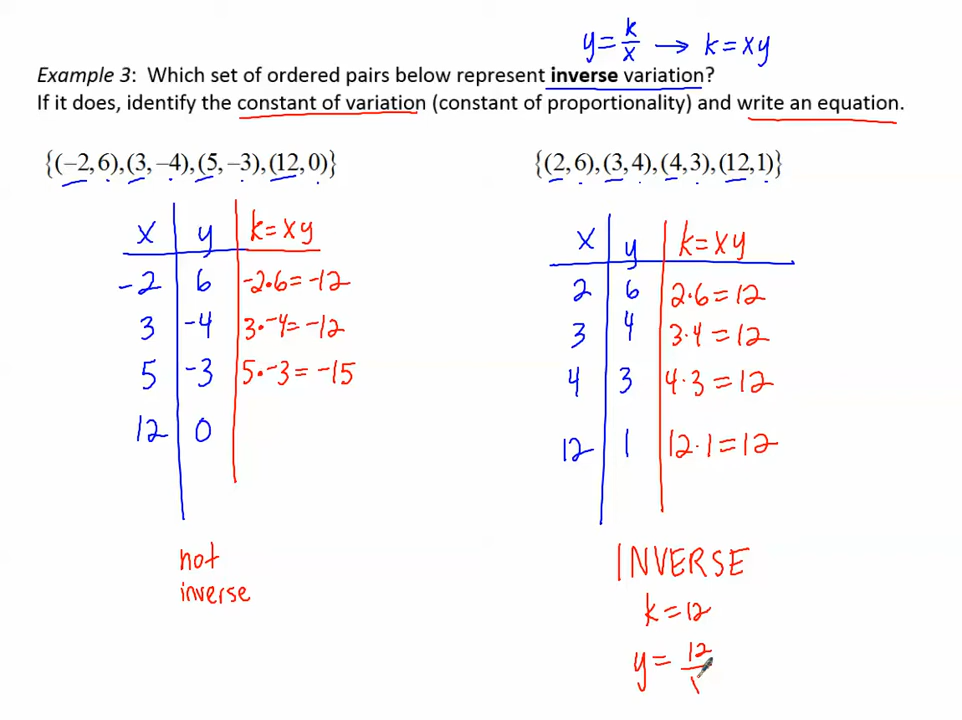 y = k/x → k = xy
Example 3: Which set of ordered pairs below represent inverse variation?
If it does, identify the constant of variation (constant of proportionality) and write an equation.
{(−2, 6), (3, −4), (5, −3), (12, 0)}
x y k = xy
-2 6 -2·6 = -12
3 -4 3·-4 = -12
5 -3 5·-3 = -15
12 0
not
inverse
{(2, 6), (3, 4), (4, 3), (12, 1)}
x y k = xy
2 6 2·6 = 12
3 4 3·4 = 12
4 3 4·3 = 12
12 1 12·1 = 12
INVERSE
k = 12
y = 12/